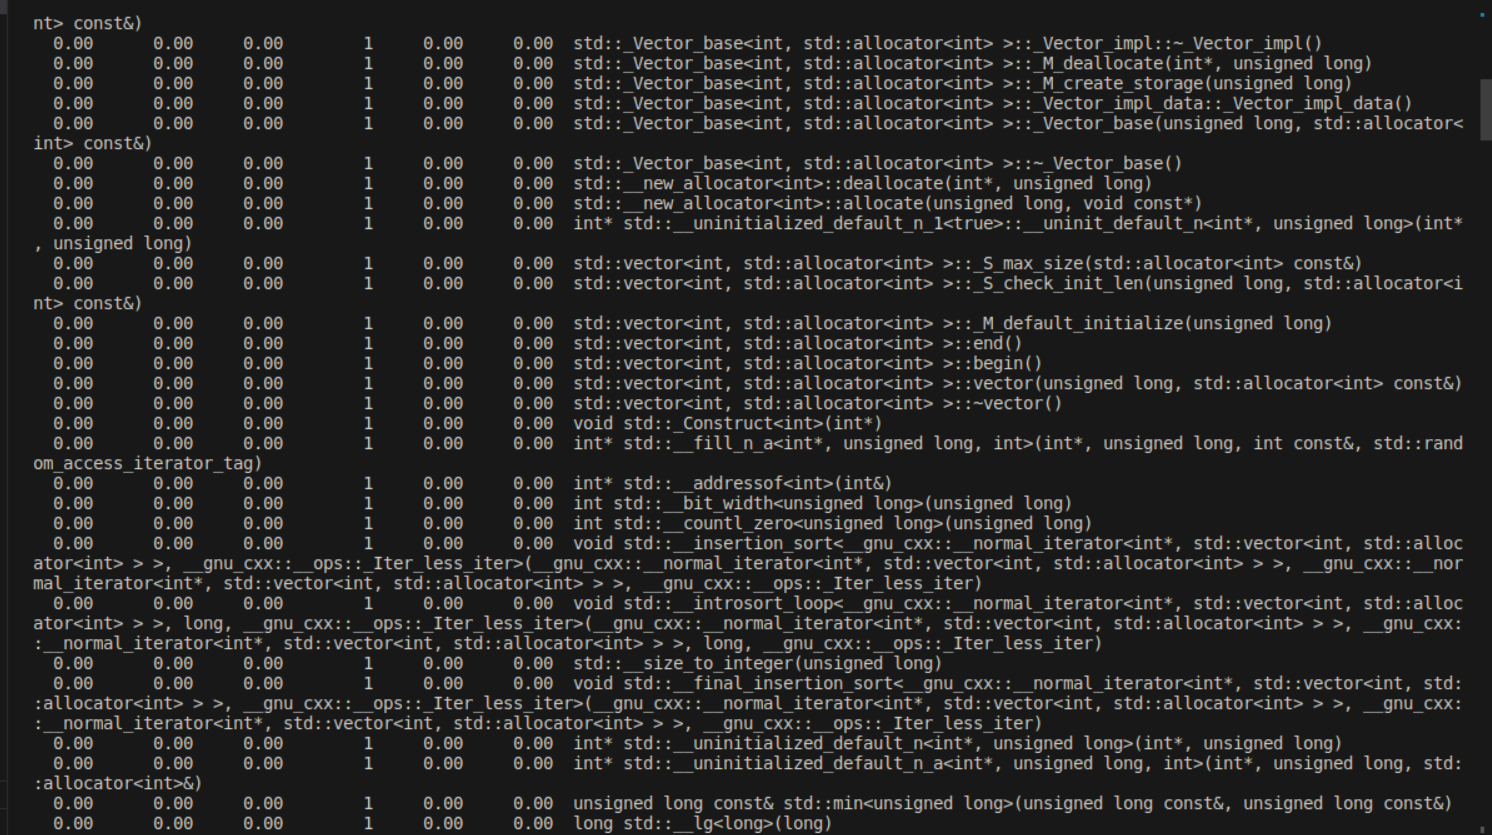 nt> const&)
  0.00      0.00     0.00        1     0.00     0.00  std::_Vector_base<int, std::allocator<int> >::_Vector_impl::~_Vector_impl()
  0.00      0.00     0.00        1     0.00     0.00  std::_Vector_base<int, std::allocator<int> >::_M_deallocate(int*, unsigned long)
  0.00      0.00     0.00        1     0.00     0.00  std::_Vector_base<int, std::allocator<int> >::_M_create_storage(unsigned long)
  0.00      0.00     0.00        1     0.00     0.00  std::_Vector_base<int, std::allocator<int> >::_Vector_impl_data::_Vector_impl_data()
  0.00      0.00     0.00        1     0.00     0.00  std::_Vector_base<int, std::allocator<int> >::_Vector_base(unsigned long, std::allocator<
int> const&)
  0.00      0.00     0.00        1     0.00     0.00  std::_Vector_base<int, std::allocator<int> >::~_Vector_base()
  0.00      0.00     0.00        1     0.00     0.00  std::__new_allocator<int>::deallocate(int*, unsigned long)
  0.00      0.00     0.00        1     0.00     0.00  std::__new_allocator<int>::allocate(unsigned long, void const*)
  0.00      0.00     0.00        1     0.00     0.00  int* std::__uninitialized_default_n_1<true>::__uninit_default_n<int*, unsigned long>(int*
, unsigned long)
  0.00      0.00     0.00        1     0.00     0.00  std::vector<int, std::allocator<int> >::_S_max_size(std::allocator<int> const&)
  0.00      0.00     0.00        1     0.00     0.00  std::vector<int, std::allocator<int> >::_S_check_init_len(unsigned long, std::allocator<i
nt> const&)
  0.00      0.00     0.00        1     0.00     0.00  std::vector<int, std::allocator<int> >::_M_default_initialize(unsigned long)
  0.00      0.00     0.00        1     0.00     0.00  std::vector<int, std::allocator<int> >::end()
  0.00      0.00     0.00        1     0.00     0.00  std::vector<int, std::allocator<int> >::begin()
  0.00      0.00     0.00        1     0.00     0.00  std::vector<int, std::allocator<int> >::vector(unsigned long, std::allocator<int> const&)
  0.00      0.00     0.00        1     0.00     0.00  std::vector<int, std::allocator<int> >::~vector()
  0.00      0.00     0.00        1     0.00     0.00  void std::_Construct<int>(int*)
  0.00      0.00     0.00        1     0.00     0.00  int* std::__fill_n_a<int*, unsigned long, int>(int*, unsigned long, int const&, std::rand
om_access_iterator_tag)
  0.00      0.00     0.00        1     0.00     0.00  int* std::__addressof<int>(int&)
  0.00      0.00     0.00        1     0.00     0.00  int std::__bit_width<unsigned long>(unsigned long)
  0.00      0.00     0.00        1     0.00     0.00  int std::__countl_zero<unsigned long>(unsigned long)
  0.00      0.00     0.00        1     0.00     0.00  void std::__insertion_sort<__gnu_cxx::__normal_iterator<int*, std::vector<int, std::alloc
ator<int> > >, __gnu_cxx::__ops::_Iter_less_iter>(__gnu_cxx::__normal_iterator<int*, std::vector<int, std::allocator<int> > >, __gnu_cxx::__nor
mal_iterator<int*, std::vector<int, std::allocator<int> > >, __gnu_cxx::__ops::_Iter_less_iter)
  0.00      0.00     0.00        1     0.00     0.00  void std::__introsort_loop<__gnu_cxx::__normal_iterator<int*, std::vector<int, std::alloc
ator<int> > >, long, __gnu_cxx::__ops::_Iter_less_iter>(__gnu_cxx::__normal_iterator<int*, std::vector<int, std::allocator<int> > >, __gnu_cxx:
:__normal_iterator<int*, std::vector<int, std::allocator<int> > >, long, __gnu_cxx::__ops::_Iter_less_iter)
  0.00      0.00     0.00        1     0.00     0.00  std::__size_to_integer(unsigned long)
  0.00      0.00     0.00        1     0.00     0.00  void std::__final_insertion_sort<__gnu_cxx::__normal_iterator<int*, std::vector<int, std:
:allocator<int> > >, __gnu_cxx::__ops::_Iter_less_iter>(__gnu_cxx::__normal_iterator<int*, std::vector<int, std::allocator<int> > >, __gnu_cxx:
:__normal_iterator<int*, std::vector<int, std::allocator<int> > >, __gnu_cxx::__ops::_Iter_less_iter)
  0.00      0.00     0.00        1     0.00     0.00  int* std::__uninitialized_default_n<int*, unsigned long>(int*, unsigned long)
  0.00      0.00     0.00        1     0.00     0.00  int* std::__uninitialized_default_n_a<int*, unsigned long, int>(int*, unsigned long, std:
:allocator<int>&)
  0.00      0.00     0.00        1     0.00     0.00  unsigned long const& std::min<unsigned long>(unsigned long const&, unsigned long const&)
  0.00      0.00     0.00        1     0.00     0.00  long std::__lg<long>(long)